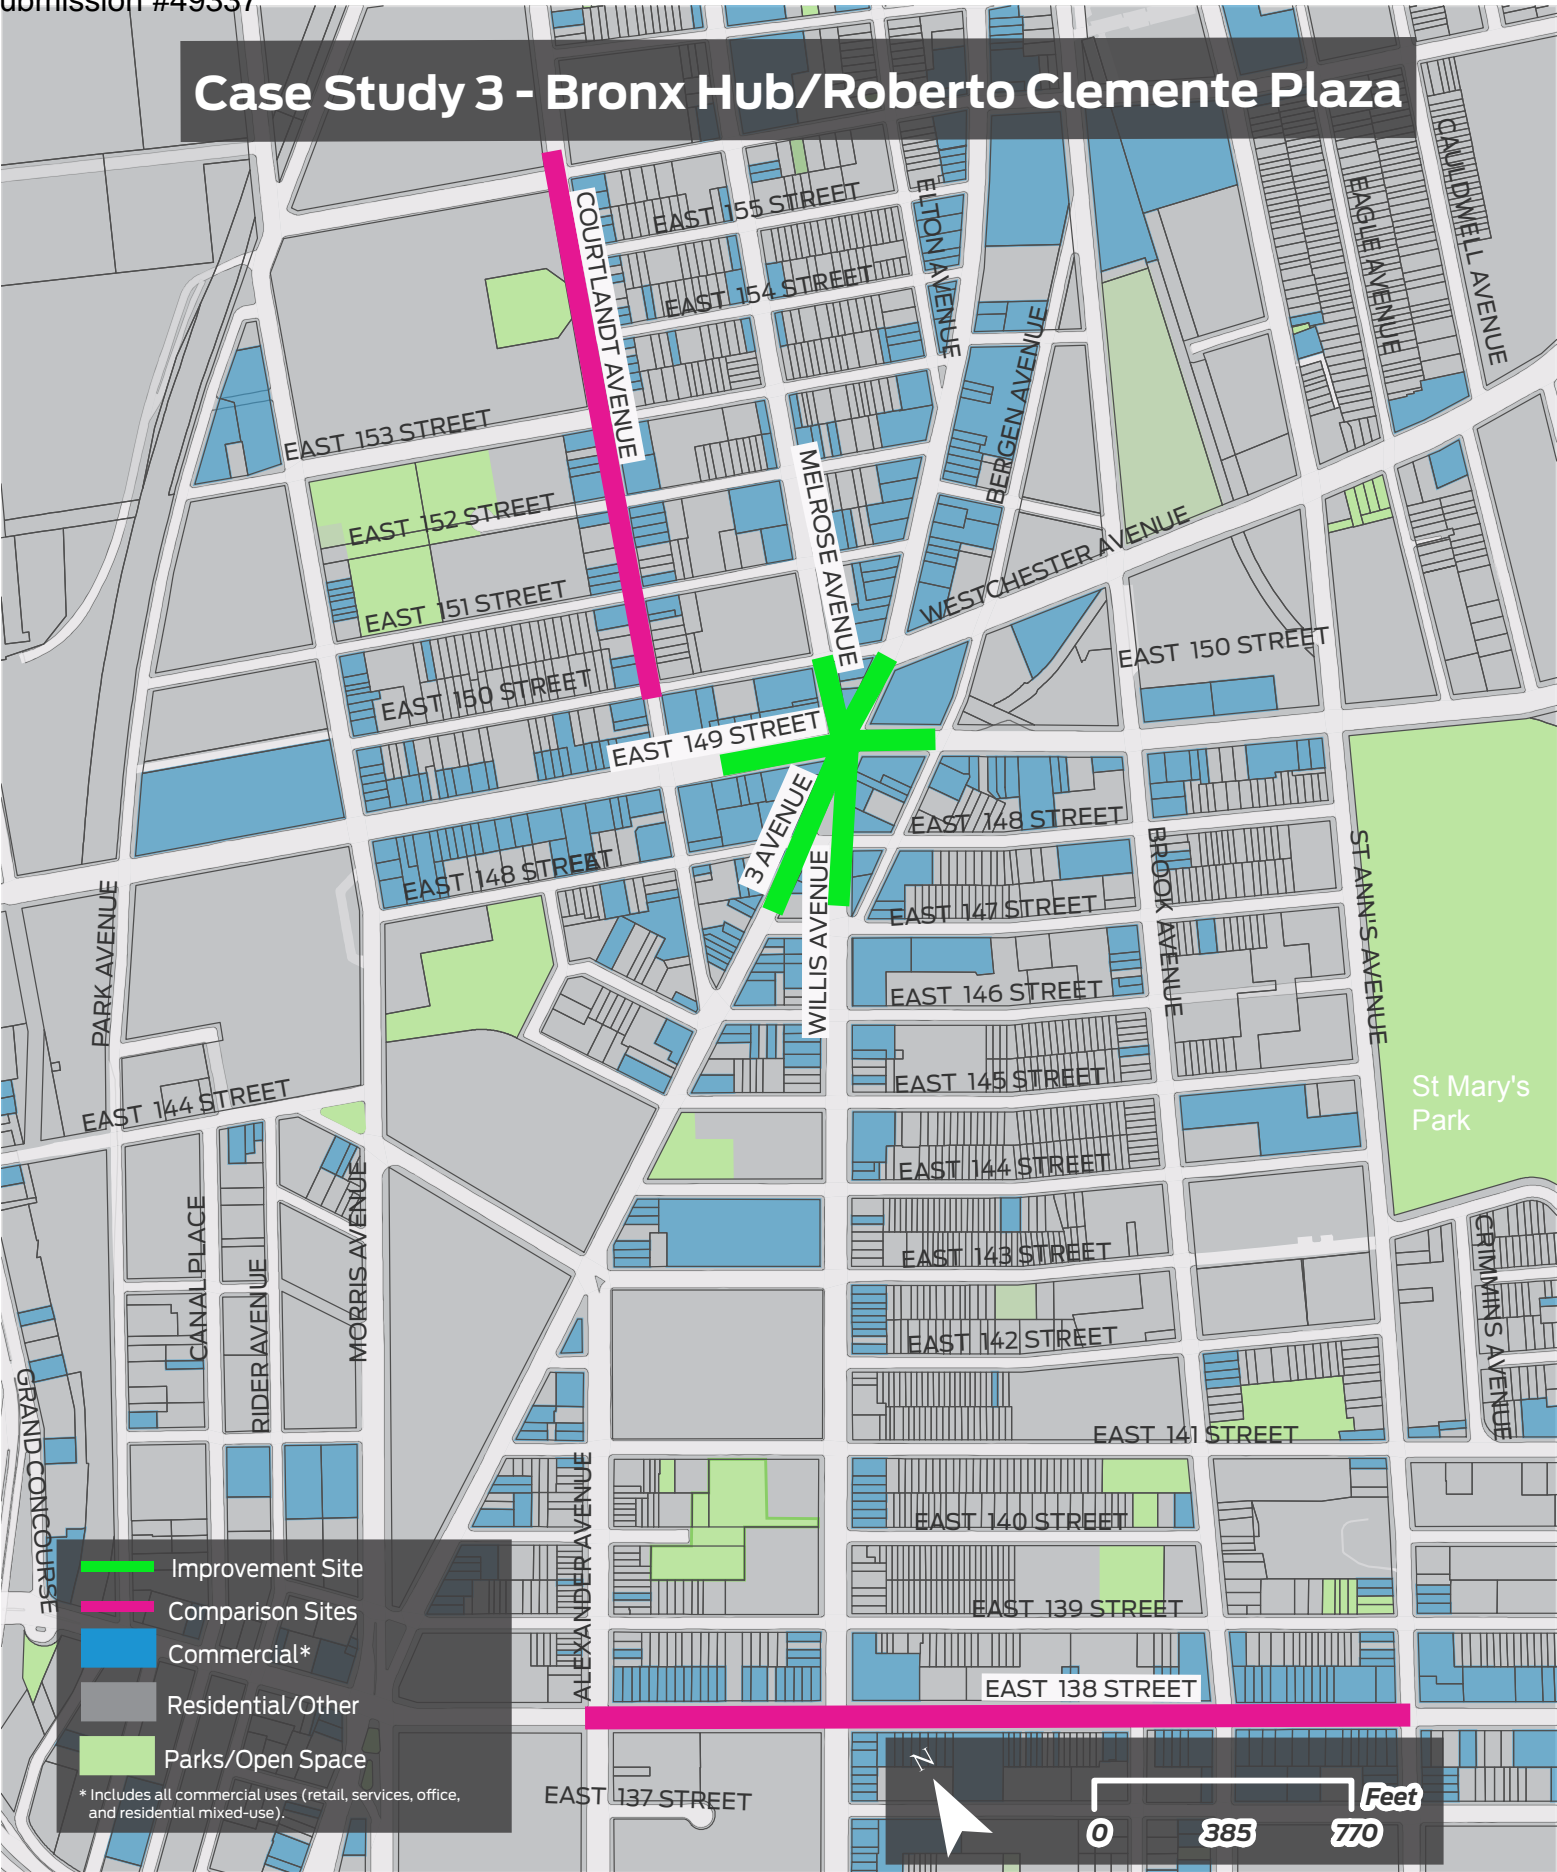 ubmission #49337
Case Study 3 - Bronx Hub/Roberto Clemente Plaza
COURTLANDT AVENUE
EAST 155 STREET
EAST 154 STREET
ELTON AVENUE
BERGEN AVENUE
EAGLE AVENUE
CAULDWELL AVENUE
EAST 153 STREET
EAST 152 STREET
EAST 151 STREET
EAST 150 STREET
MELROSE AVENUE
WESTCHESTER AVENUE
EAST 150 STREET
EAST 149 STREET
3 AVENUE
WILLIS AVENUE
EAST 148 STREET
EAST 148 STREET
EAST 147 STREET
EAST 146 STREET
EAST 145 STREET
EAST 144 STREET
EAST 143 STREET
EAST 142 STREET
EAST 141 STREET
EAST 140 STREET
EAST 139 STREET
EAST 138 STREET
EAST 137 STREET
BROOK AVENUE
ST ANN'S AVENUE
St Mary's
Park
CRIMMINS AVENUE
PARK AVENUE
EAST 144 STREET
CANAL PLACE
RIDER AVENUE
MORRIS AVENUE
GRAND CONCOURSE
ALEXANDER AVENUE
Improvement Site
Comparison Sites
Commercial*
Residential/Other
Parks/Open Space
* Includes all commercial uses (retail, services, office,
and residential mixed-use).
N
Feet
0 385 770